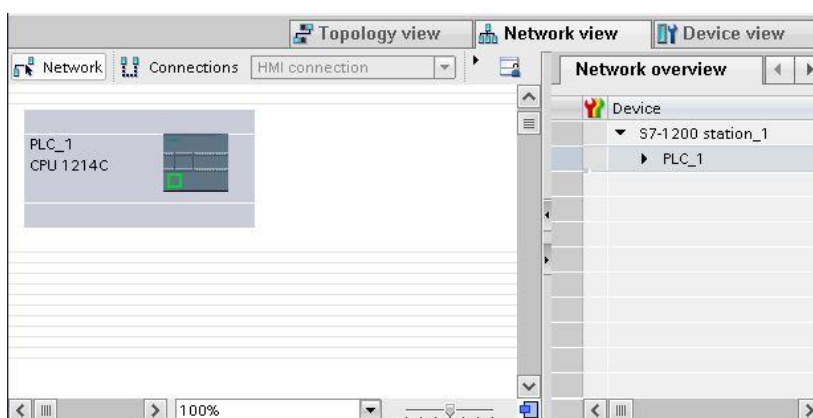 Topology view
Network view
Device view
Network
Connections
HMI connection
Network overview
Device
PLC_1
CPU 1214C
S7-1200 station_1
PLC_1
100%